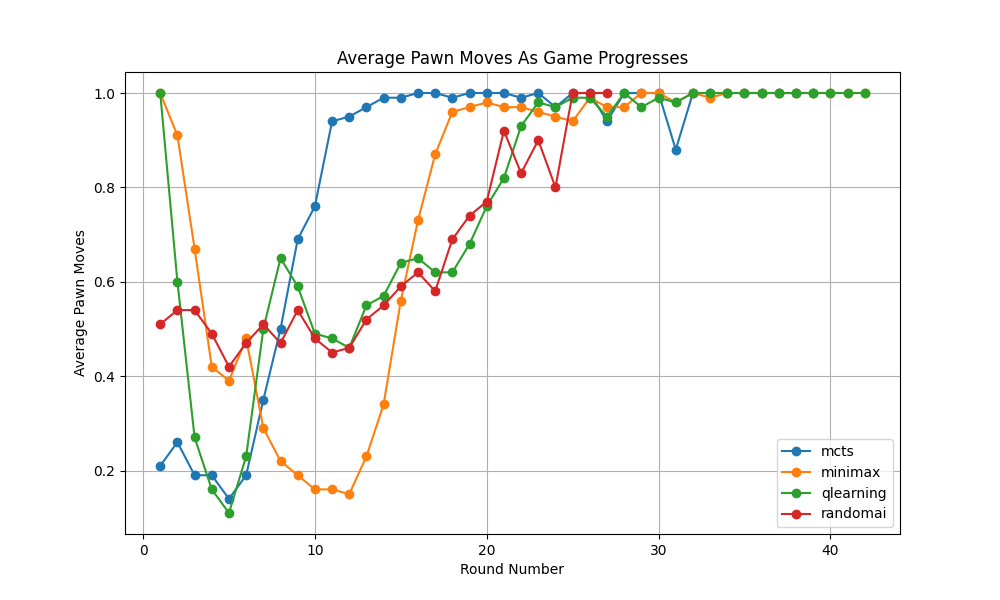 Average Pawn Moves As Game Progresses
1.0
0.8
0.6
0.4
0.2
Average Pawn Moves
0 10 20 30 40
Round Number
mcts
minimax
qlearning
randomai